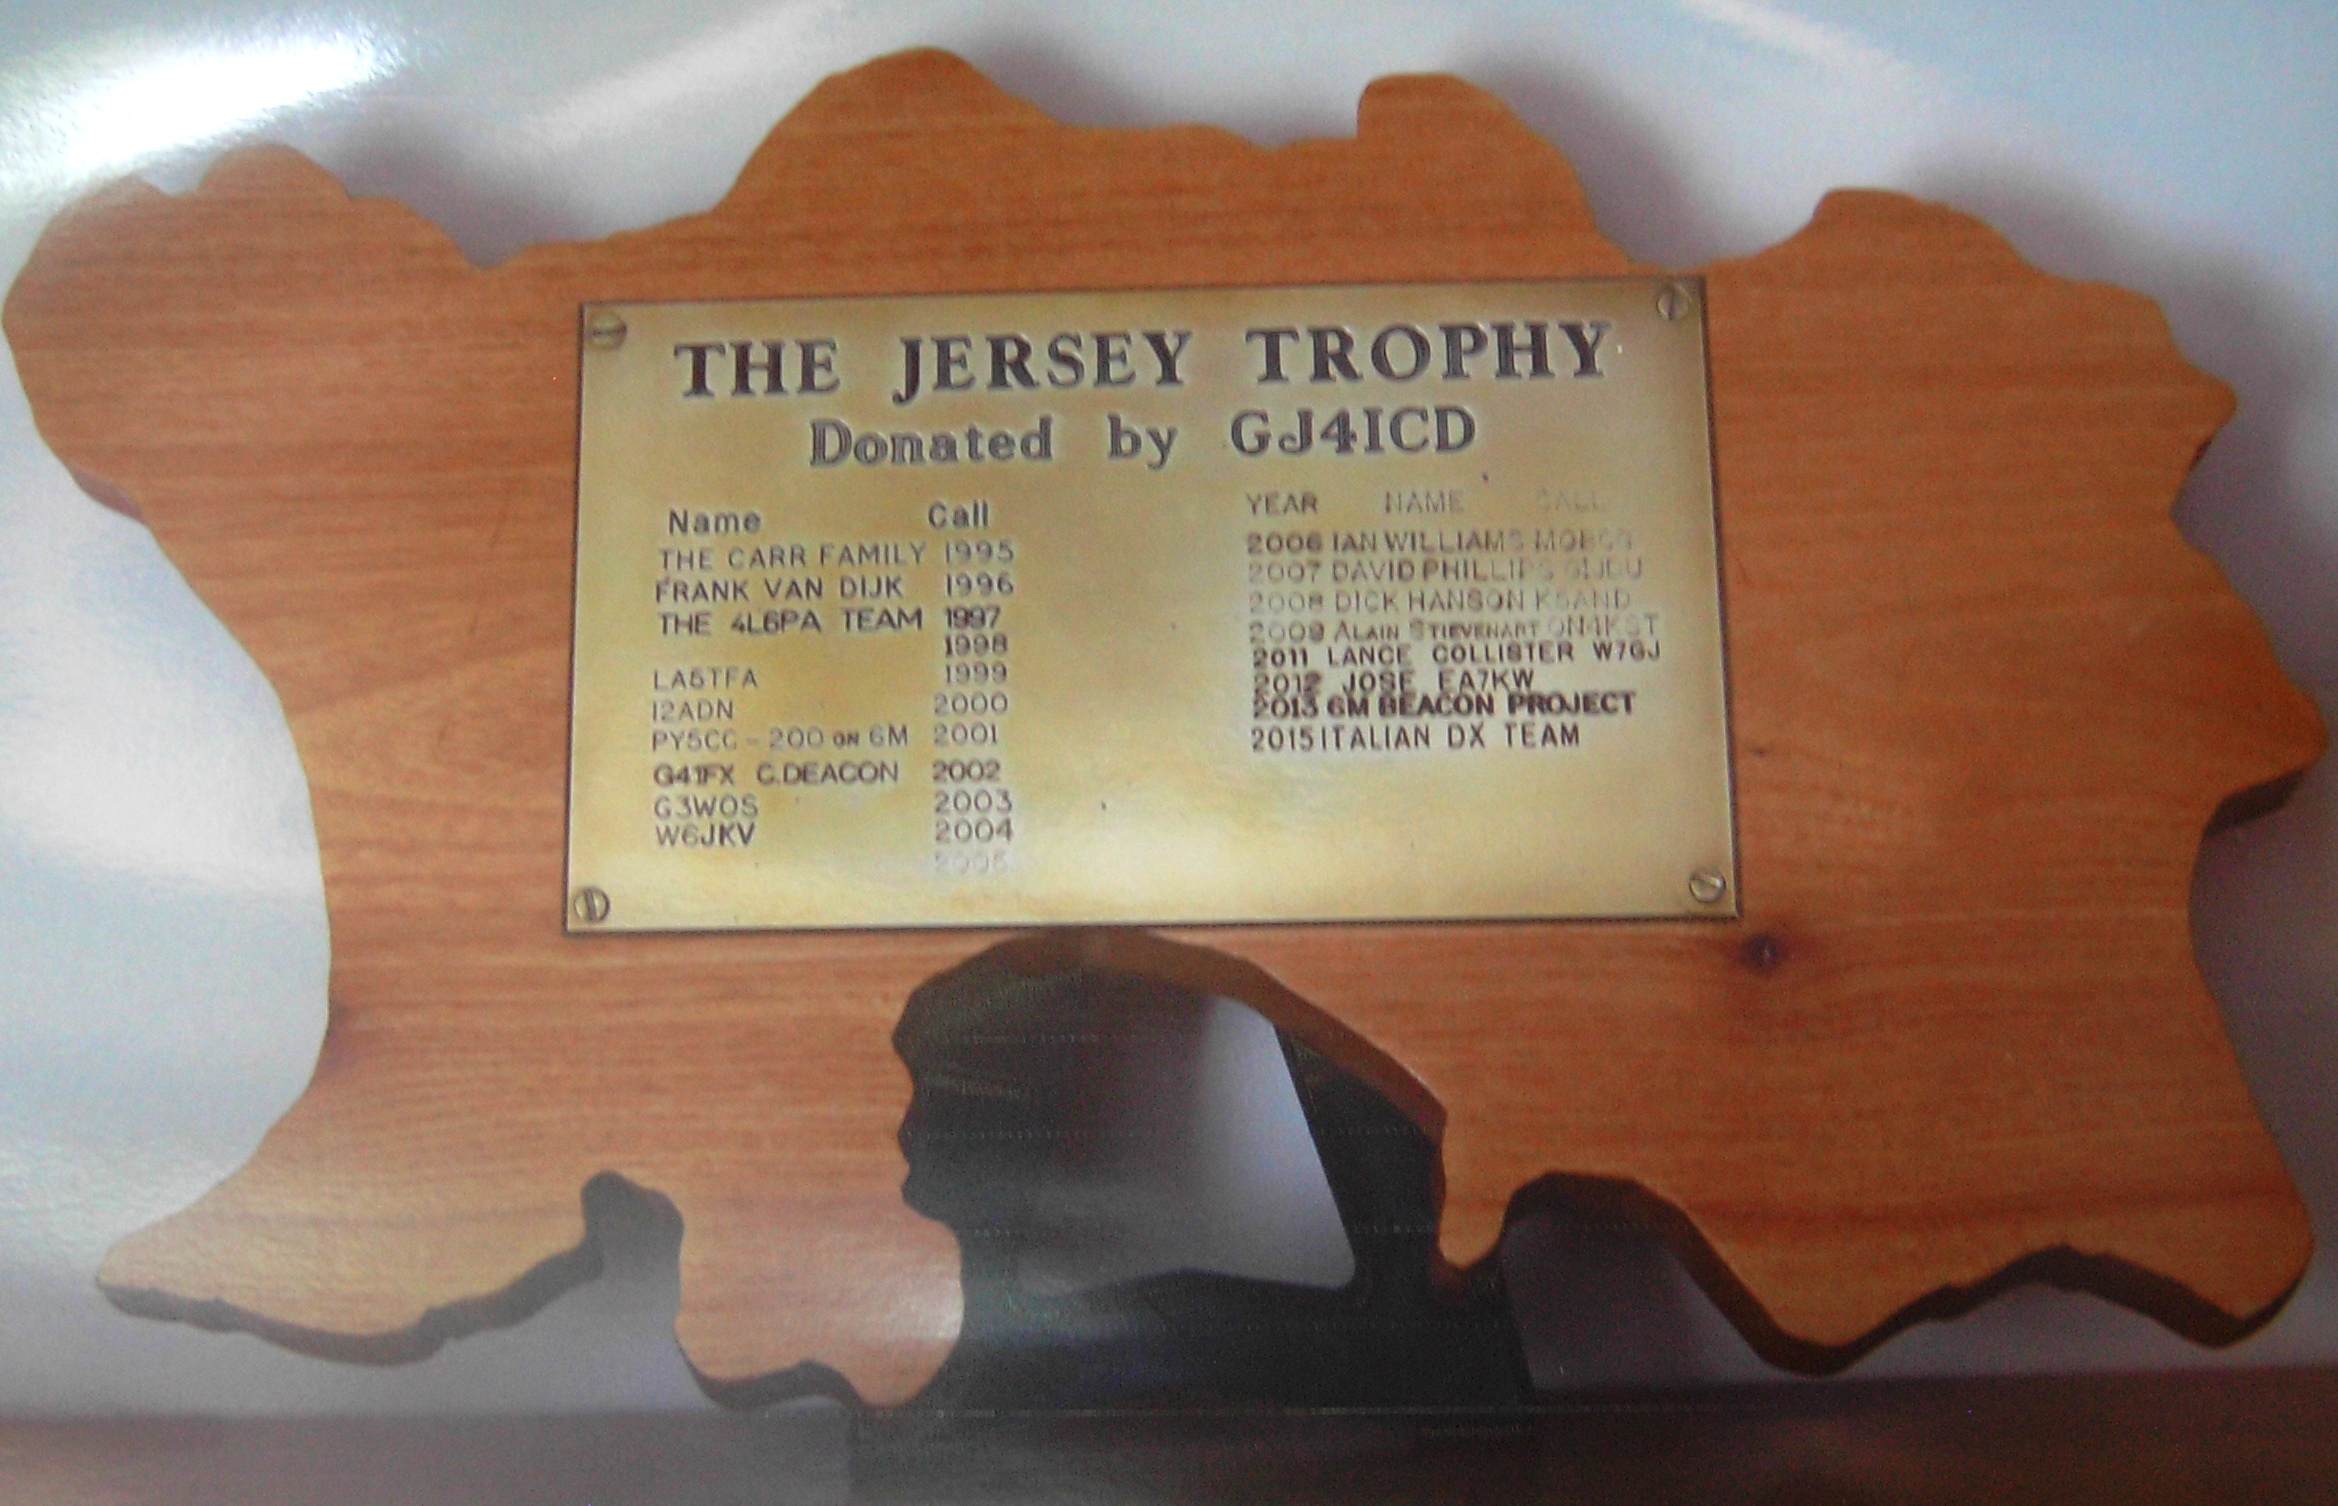 THE JERSEY TROPHY
Donated by GJ4ICD
Name Call
THE CARR FAMILY 1995
FRANK VAN DIJK 1996
THE 4L6PA TEAM 1997
1998
LA5TFA 1999
I2ADN 2000
PY5CC - 200 ON 6M 2001
G4IFX C.DEACON 2002
G3WOS 2003
W6JKV 2004
2005
YEAR NAME CALL
2006 IAN WILLIAMS
2007 DAVID PHILLIPS
2008 DICK HANSON K5AND
2009 ALAIN STIEVENART ON4KST
2011 LANCE COLLISTER W7GJ
2012 JOSE EA7KW
2013 6M BEACON PROJECT
2015 ITALIAN DX TEAM